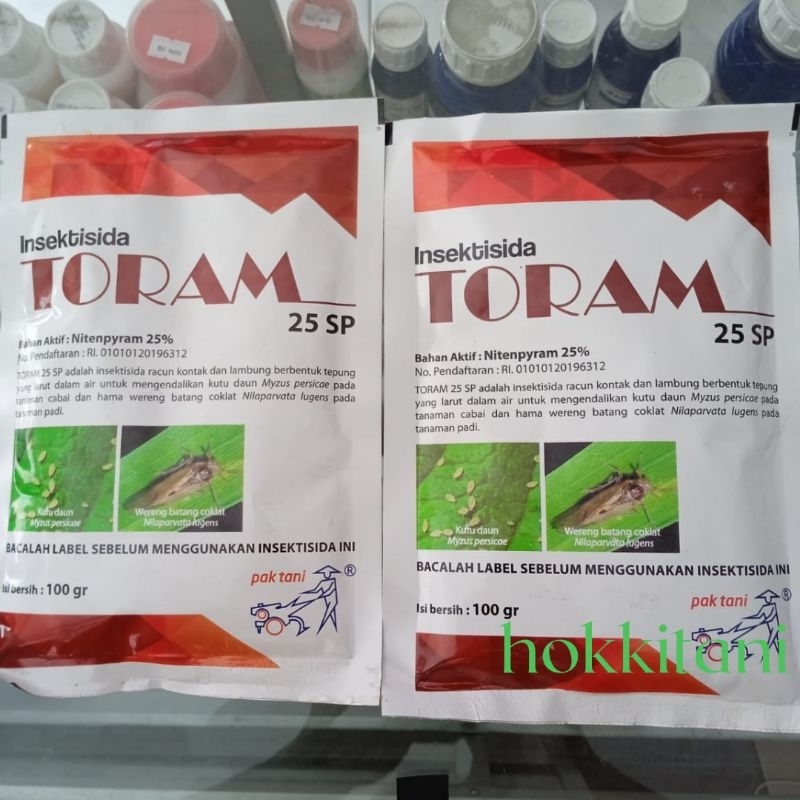 Insektisida
TORAM
25 SP
Bahan Aktif : Nitenpyram 25%
No. Pendaftaran : RI. 01010120196312
TORAM 25 SP adalah insektisida racun kontak dan lambung berbentuk tepung
yang larut dalam air untuk mengendalikan kutu daun Myzus persicae pada
tanaman cabai dan hama wereng batang coklat Nilaparvata lugens pada
tanaman padi.
Kutu daun
Myzus persicae
Wereng batang coklat
Nilaparvata lugens
BACALAH LABEL SEBELUM MENGGUNAKAN INSEKTISIDA INI
Isi bersih : 100 gr
pak tani ®
Insektisida
TORAM
25 SP
Bahan Aktif : Nitenpyram 25%
No. Pendaftaran : RI. 01010120196312
TORAM 25 SP adalah insektisida racun kontak dan lambung berbentuk tepung
yang larut dalam air untuk mengendalikan kutu daun Myzus persicae pada
tanaman cabai dan hama wereng batang coklat Nilaparvata lugens pada
tanaman padi.
Kutu daun
Myzus persicae
Wereng batang coklat
Nilaparvata lugens
BACALAH LABEL SEBELUM MENGGUNAKAN INSEKTISIDA INI
Isi bersih : 100 gr
pak tani ®
hokkitani